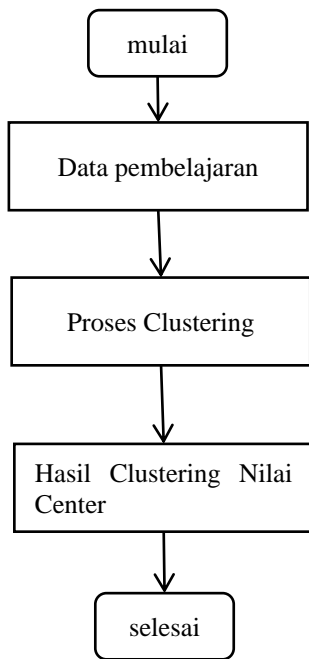 mulai
Data pembelajaran
Proses Clustering
Hasil Clustering Nilai
Center
selesai